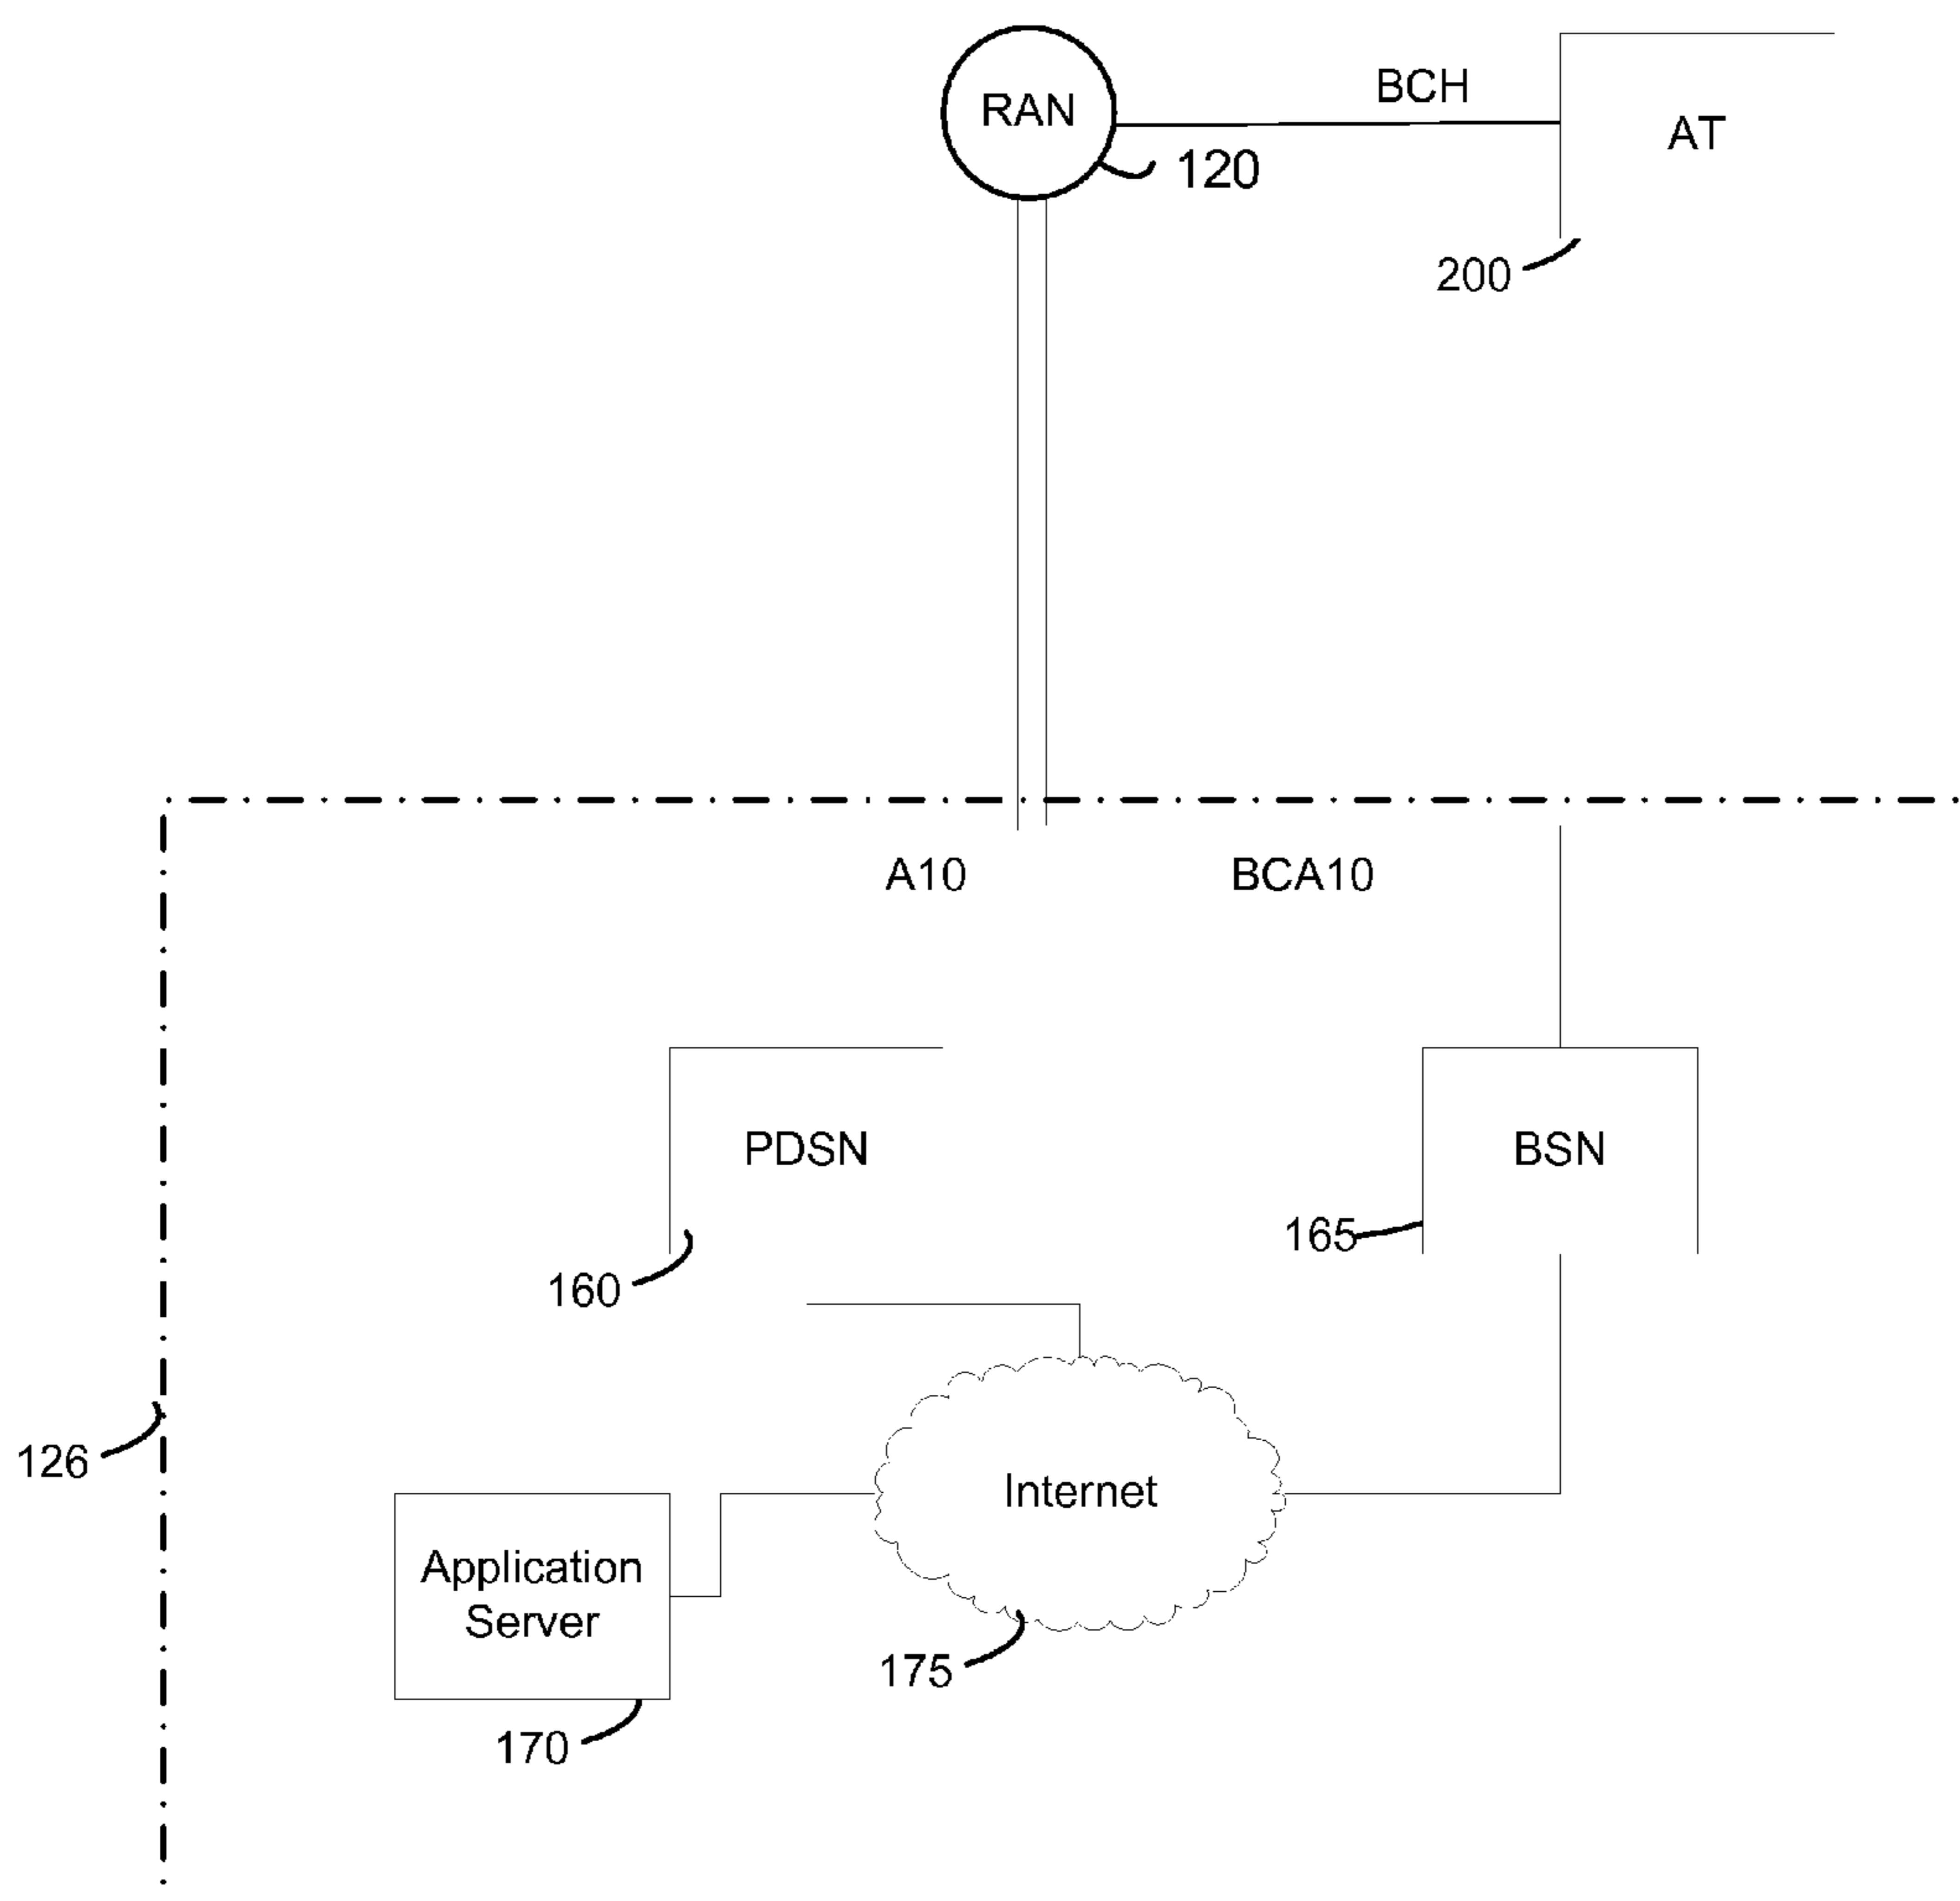 RAN
BCH
AT
120
200
A10
BCA10
PDSN
BSN
165
160
126
Internet
Application
Server
175
170